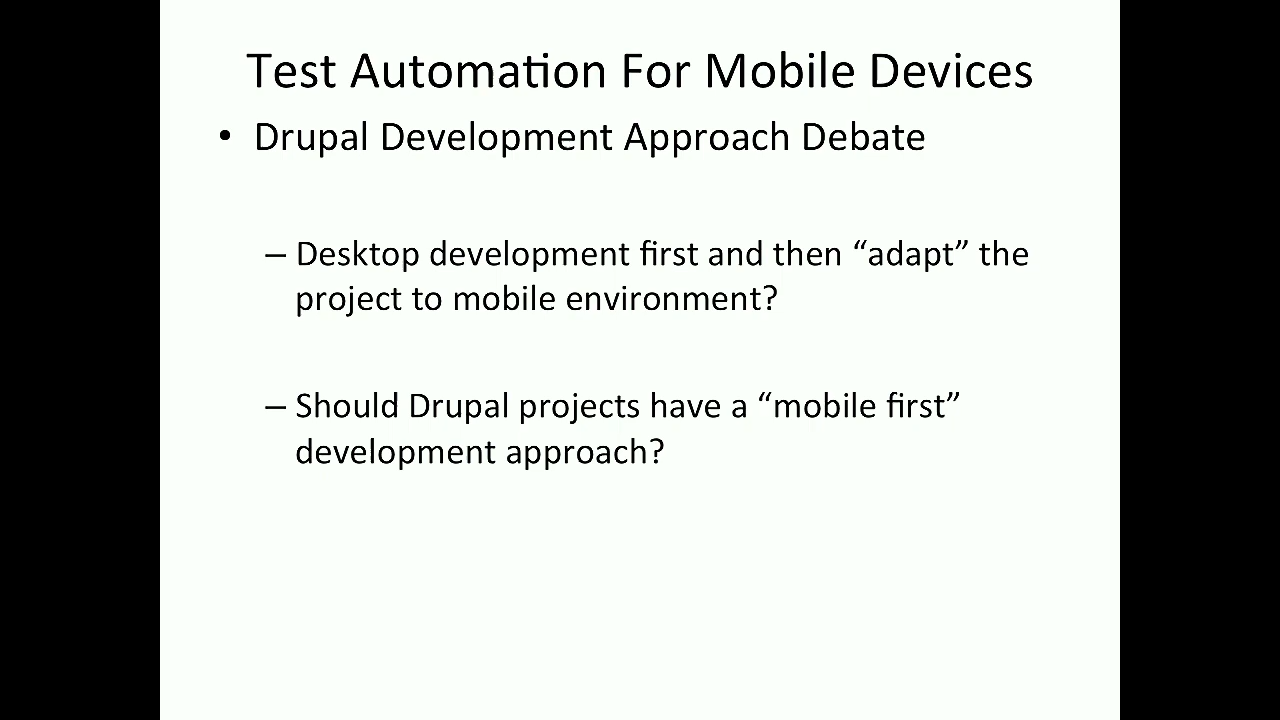 Test Automation For Mobile Devices
• Drupal Development Approach Debate
– Desktop development first and then “adapt” the
project to mobile environment?
– Should Drupal projects have a “mobile first”
development approach?